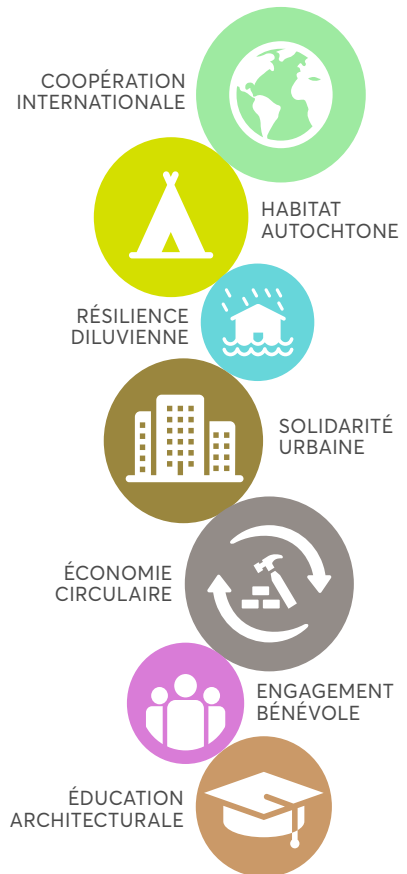 COOPÉRATION
INTERNATIONALE
HABITAT
AUTOCHTONE
RÉSILIENCE
DILUVIENNE
SOLIDARITÉ
URBAINE
ÉCONOMIE
CIRCULAIRE
ENGAGEMENT
BÉNÉVOLE
ÉDUCATION
ARCHITECTURALE